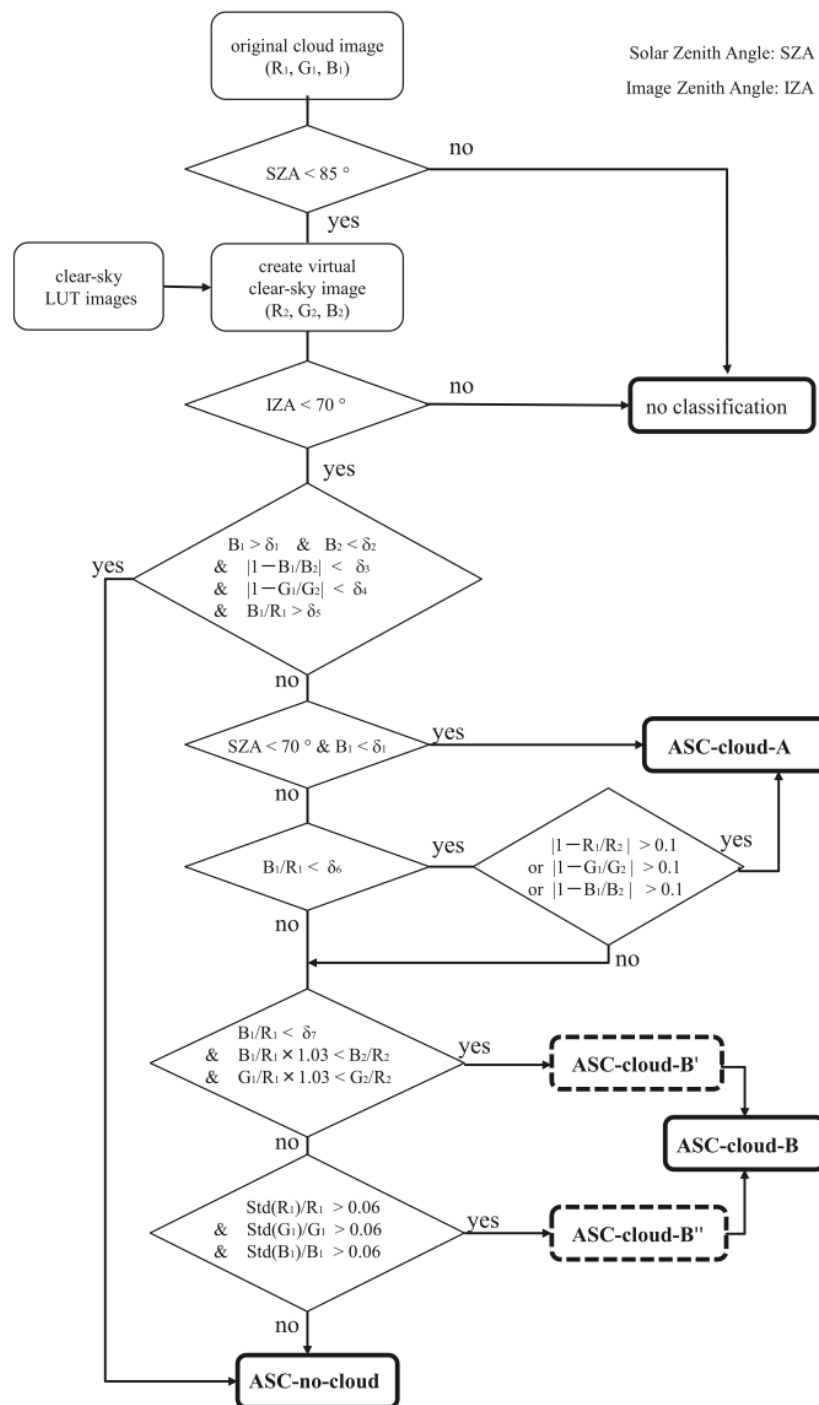 original cloud image
(R₁, G₁, B₁)
Solar Zenith Angle: SZA
Image Zenith Angle: IZA
SZA < 85 °
no
yes
clear-sky
LUT images
create virtual
clear-sky image
(R₂, G₂, B₂)
IZA < 70 °
no
no classification
yes
B₁ > δ₁ & B₂ < δ₂
& |1－B₁/B₂| < δ₃
& |1－G₁/G₂| < δ₄
& B₁/R₁ > δ₅
yes
no
SZA < 70 ° & B₁ < δ₁
yes
ASC-cloud-A
no
B₁/R₁ < δ₆
yes
|1－R₁/R₂| > 0.1
or |1－G₁/G₂| > 0.1
or |1－B₁/B₂| > 0.1
yes
no
no
B₁/R₁ < δ₇
& B₁/R₁ × 1.03 < B₂/R₂
& G₁/R₁ × 1.03 < G₂/R₂
yes
ASC-cloud-B'
ASC-cloud-B
no
Std(R₁)/R₁ > 0.06
& Std(G₁)/G₁ > 0.06
& Std(B₁)/B₁ > 0.06
yes
ASC-cloud-B"
no
ASC-no-cloud